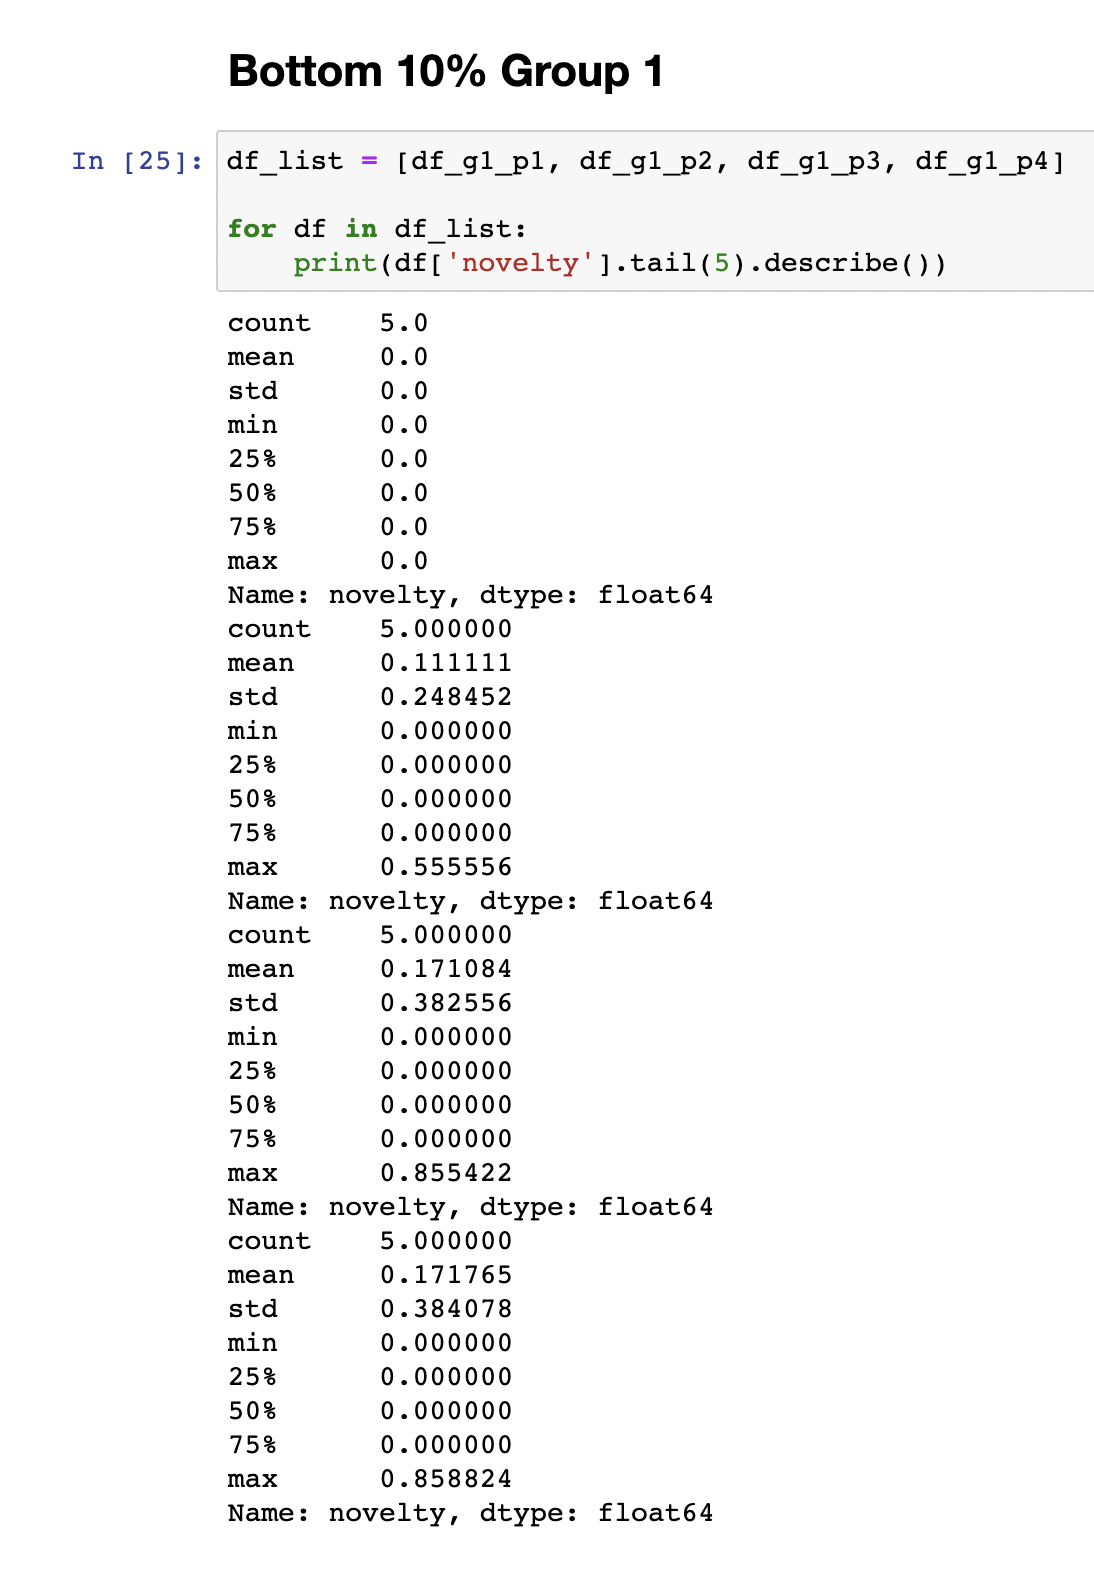 Bottom 10% Group 1
In [25]: df_list = [df_g1_p1, df_g1_p2, df_g1_p3, df_g1_p4]
for df in df_list:
    print(df['novelty'].tail(5).describe())
count    5.0
mean     0.0
std      0.0
min      0.0
25%      0.0
50%      0.0
75%      0.0
max      0.0
Name: novelty, dtype: float64
count    5.000000
mean     0.111111
std      0.248452
min      0.000000
25%      0.000000
50%      0.000000
75%      0.000000
max      0.555556
Name: novelty, dtype: float64
count    5.000000
mean     0.171084
std      0.382556
min      0.000000
25%      0.000000
50%      0.000000
75%      0.000000
max      0.855422
Name: novelty, dtype: float64
count    5.000000
mean     0.171765
std      0.384078
min      0.000000
25%      0.000000
50%      0.000000
75%      0.000000
max      0.858824
Name: novelty, dtype: float64